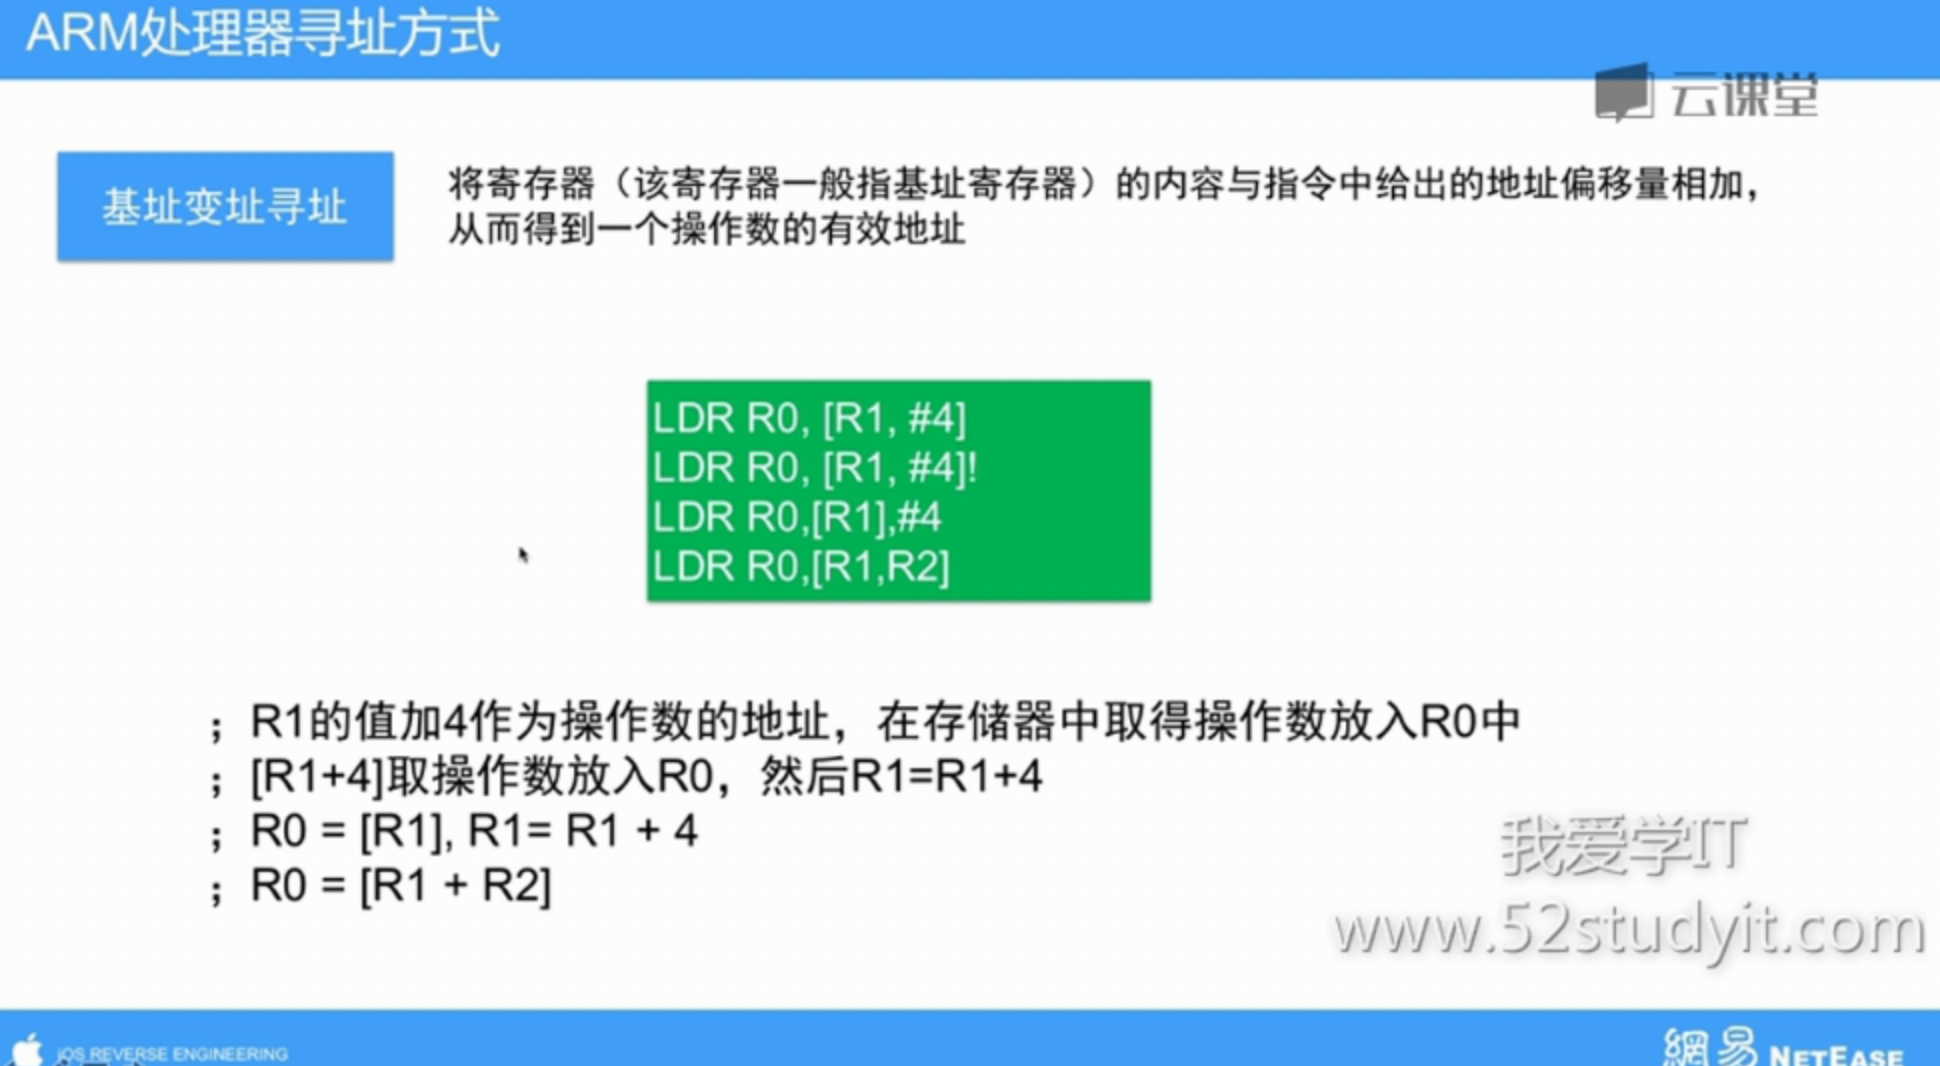 ARM处理器寻址方式
云课堂
基址变址寻址
将寄存器（该寄存器一般指基址寄存器）的内容与指令中给出的地址偏移量相加，
从而得到一个操作数的有效地址
LDR R0, [R1, #4]
LDR R0, [R1, #4]!
LDR R0,[R1],#4
LDR R0,[R1,R2]
；R1的值加4作为操作数的地址，在存储器中取得操作数放入R0中
；[R1+4]取操作数放入R0，然后R1=R1+4
；R0 = [R1], R1= R1 + 4
；R0 = [R1 + R2]
我爱学IT
www.52studyit.com
iOS REVERSE ENGINEERING
網易 NETEASE